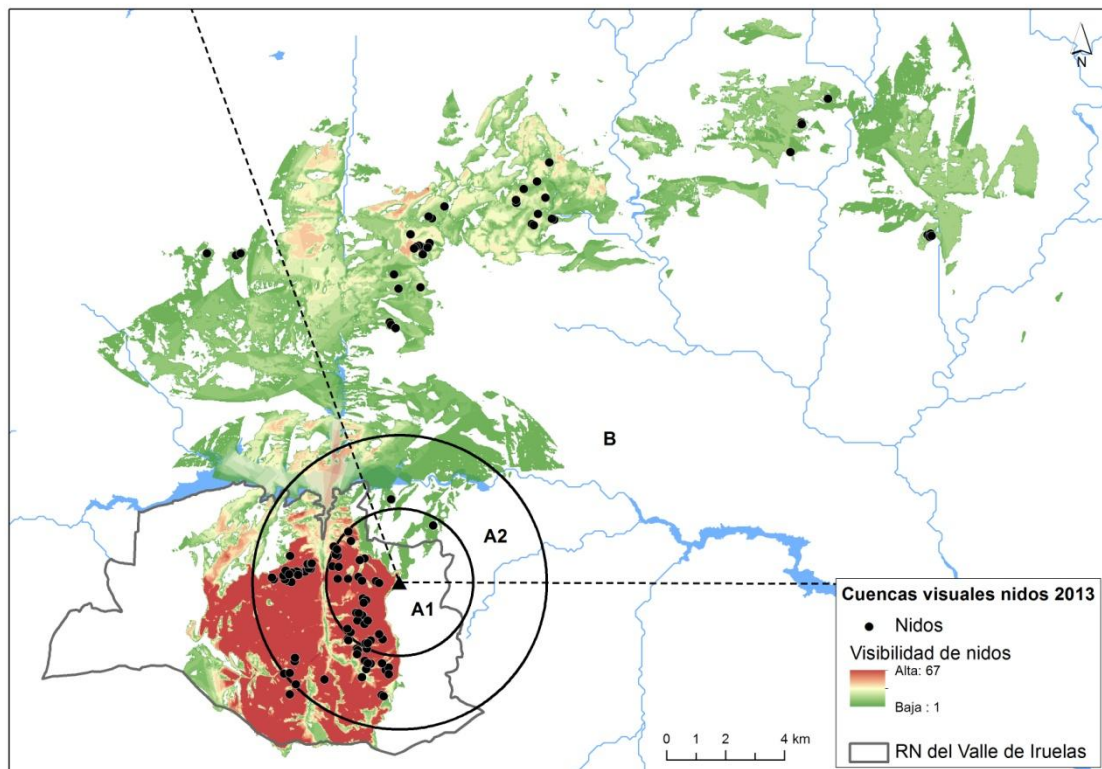 N
B
A2
A1
Cuencas visuales nidos 2013
Nidos
Visibilidad de nidos
Alta: 67
Baja : 1
RN del Valle de Iruelas
0 1 2 4 km